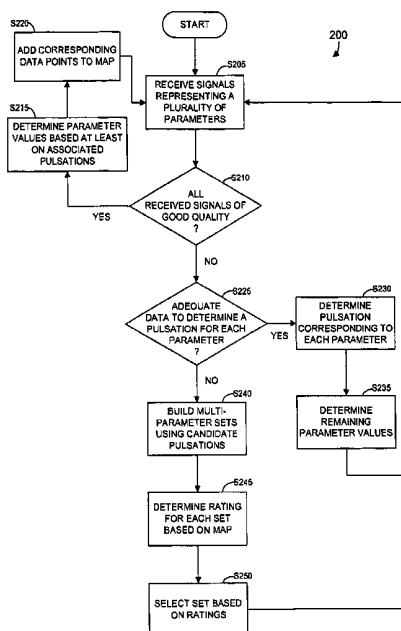 START
200
S205
RECEIVE SIGNALS
REPRESENTING A
PLURALITY OF
PARAMETERS
S220
ADD CORRESPONDING
DATA POINTS TO MAP
S215
DETERMINE PARAMETER
VALUES BASED AT LEAST
ON ASSOCIATED
PULSATIONS
S210
ALL
RECEIVED SIGNALS OF
GOOD QUALITY
?
YES
NO
S225
ADEQUATE
DATA TO DETERMINE A
PULSATION FOR EACH
PARAMETER
?
YES
S230
DETERMINE
PULSATION
CORRESPONDING TO
EACH PARAMETER
S235
DETERMINE
REMAINING
PARAMETER VALUES
NO
S240
BUILD MULTI-
PARAMETER SETS
USING CANDIDATE
PULSATIONS
S245
DETERMINE RATING
FOR EACH SET
BASED ON MAP
S250
SELECT SET BASED
ON RATINGS